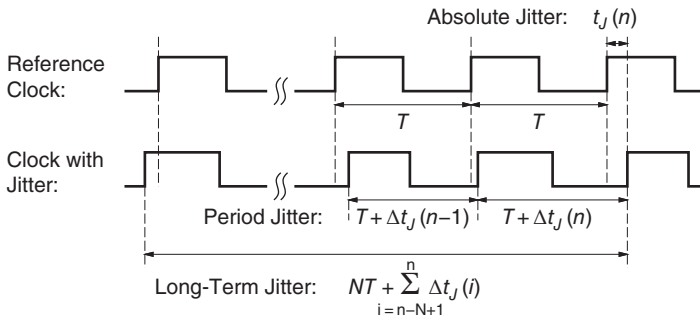 Absolute Jitter: t_J(n)
Reference
Clock:
T T
Clock with
Jitter:
Period Jitter: T + Δt_J(n−1) T + Δt_J(n)
Long-Term Jitter: NT + n∑i=n−N+1 Δt_J(i)